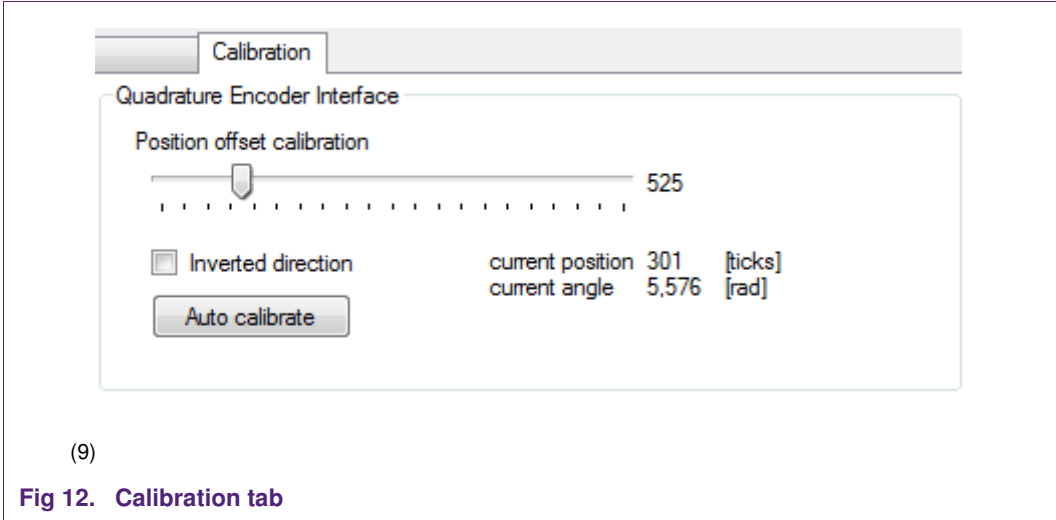 Calibration
Quadrature Encoder Interface
Position offset calibration
525
Inverted direction
current position 301 [ticks]
current angle 5,576 [rad]
Auto calibrate
(9)
Fig 12. Calibration tab